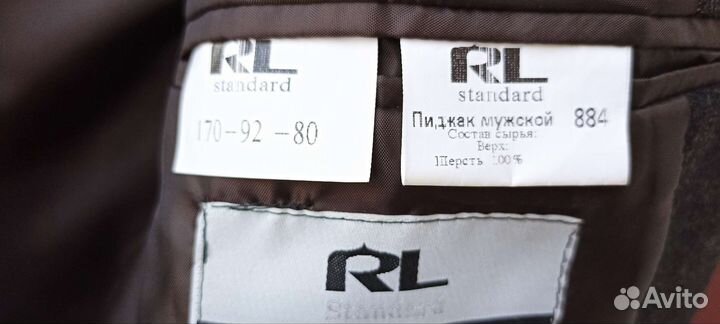 RL
standard
170-92-80
RL
standard
Пиджак мужской 884
Состав сырья:
Верх:
Шерсть 100%
RL
Standard
Avito